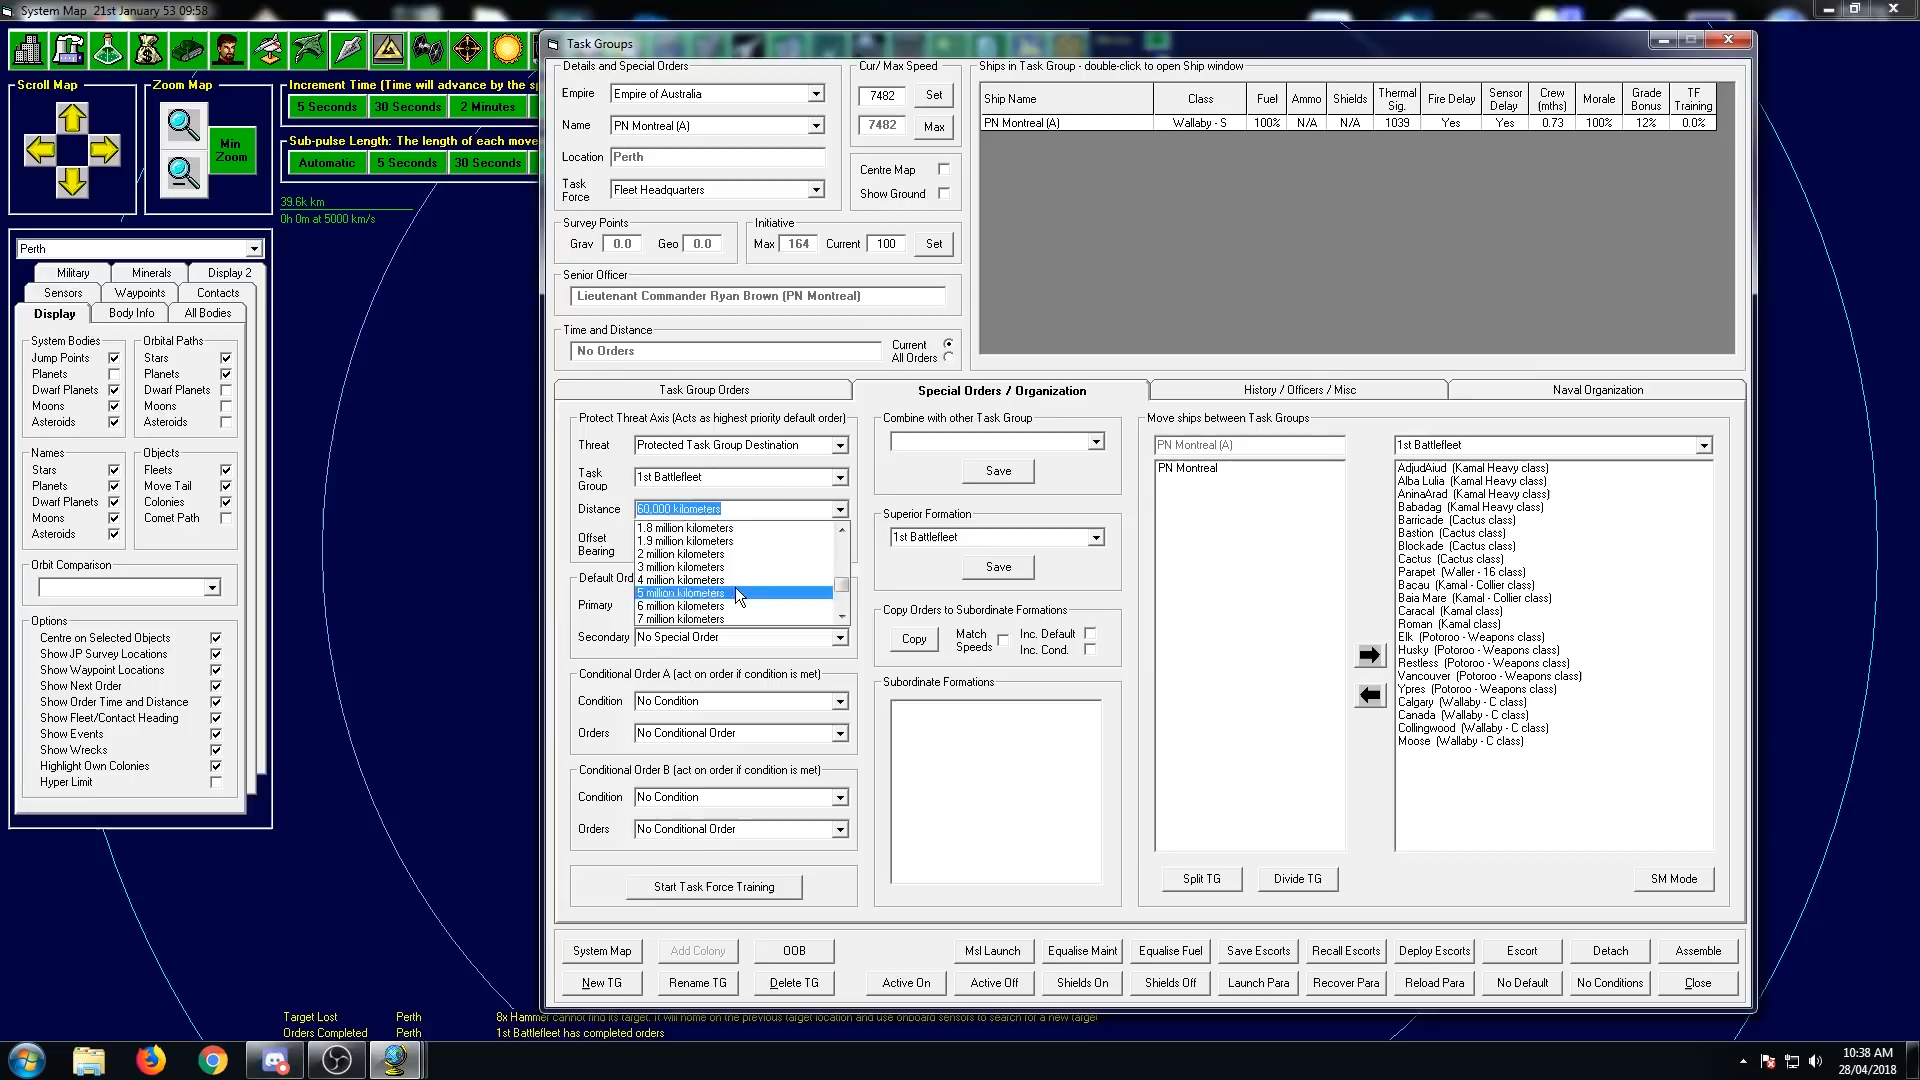 System Map 21st January 53 09:58
Scroll Map
Zoom Map
Min Zoom
Increment Time (Time will advance by the sp
5 Seconds
30 Seconds
2 Minutes
Sub-pulse Length: The length of each move
Automatic
5 Seconds
30 Seconds
39.6k km
0h 0m at 5000 km/s
Perth
Military
Minerals
Display 2
Sensors
Waypoints
Contacts
Display
Body Info
All Bodies
System Bodies
Jump Points
Planets
Dwarf Planets
Moons
Asteroids
Orbital Paths
Stars
Planets
Dwarf Planets
Moons
Asteroids
Names
Stars
Planets
Dwarf Planets
Moons
Asteroids
Objects
Fleets
Move Tail
Colonies
Comet Path
Orbit Comparison
Options
Centre on Selected Objects
Show JP Survey Locations
Show Waypoint Locations
Show Next Order
Show Order Time and Distance
Show Fleet/Contact Heading
Show Events
Show Wrecks
Highlight Own Colonies
Hyper Limit
Task Groups
Details and Special Orders
Empire
Empire of Australia
Name
PN Montreal (A)
Location
Perth
Task Force
Fleet Headquarters
Cur/ Max Speed
7482
Set
7482
Max
Centre Map
Show Ground
Survey Points
Grav 0.0 Geo 0.0
Initiative
Max 164 Current 100 Set
Senior Officer
Lieutenant Commander Ryan Brown (PN Montreal)
Time and Distance
No Orders
Current
All Orders
Ships in Task Group - double-click to open Ship window
Ship Name Class Fuel Ammo Shields Thermal Sig. Fire Delay Sensor Delay Crew (mths) Morale Grade Bonus TF Training
PN Montreal (A) Wallaby - S 100% N/A N/A 1039 Yes Yes 0.73 100% 12% 0.0%
Task Group Orders
Special Orders / Organization
History / Officers / Misc
Naval Organization
Protect Threat Axis (Acts as highest priority default order)
Threat
Protected Task Group Destination
Task Group
1st Battlefleet
Distance
60,000 kilometers
1.8 million kilometers
1.9 million kilometers
2 million kilometers
3 million kilometers
4 million kilometers
5 million kilometers
6 million kilometers
7 million kilometers
Offset Bearing
Default Ord
Primary
Secondary
No Special Order
Conditional Order A (act on order if condition is met)
Condition
No Condition
Orders
No Conditional Order
Conditional Order B (act on order if condition is met)
Condition
No Condition
Orders
No Conditional Order
Start Task Force Training
Combine with other Task Group
Save
Superior Formation
1st Battlefleet
Save
Copy Orders to Subordinate Formations
Copy
Match Speeds
Inc. Default
Inc. Cond.
Subordinate Formations
Move ships between Task Groups
PN Montreal (A)
PN Montreal
1st Battlefleet
AdjudAiud (Kamal Heavy class)
Alba Lulia (Kamal Heavy class)
AninaArad (Kamal Heavy class)
Babadag (Kamal Heavy class)
Barricade (Cactus class)
Bastion (Cactus class)
Blockade (Cactus class)
Cactus (Cactus class)
Parapet (Waller - 16 class)
Bacau (Kamal - Collier class)
Baia Mare (Kamal - Collier class)
Caracal (Kamal class)
Roman (Kamal class)
Elk (Potoroo - Weapons class)
Husky (Potoroo - Weapons class)
Restless (Potoroo - Weapons class)
Vancouver (Potoroo - Weapons class)
Ypres (Potoroo - Weapons class)
Calgary (Wallaby - C class)
Canada (Wallaby - C class)
Collingwood (Wallaby - C class)
Moose (Wallaby - C class)
Split TG
Divide TG
SM Mode
System Map
Add Colony
OOB
Msl Launch
Equalise Maint
Equalise Fuel
Save Escorts
Recall Escorts
Deploy Escorts
Escort
Detach
Assemble
New TG
Rename TG
Delete TG
Active On
Active Off
Shields On
Shields Off
Launch Para
Recover Para
Reload Para
No Default
No Conditions
Close
Target Lost Perth 8x Hammer cannot find its target. It will home on the previous target location and use onboard sensors to search for a new target
Orders Completed Perth 1st Battlefleet has completed orders
10:38 AM
28/04/2018